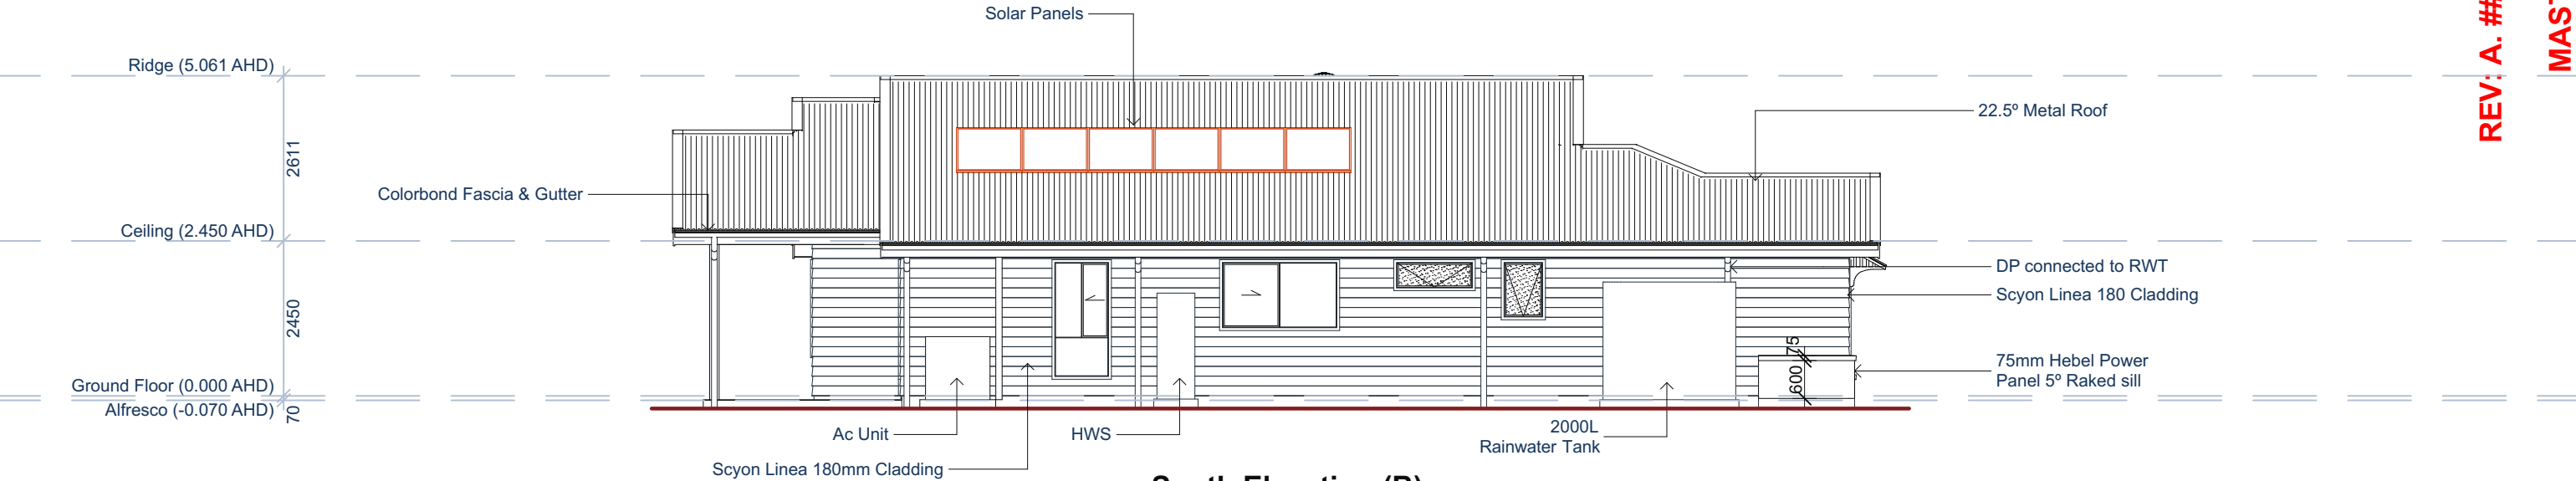 Solar Panels
Ridge (5.061 AHD)
22.5º Metal Roof
2611
Colorbond Fascia & Gutter
Ceiling (2.450 AHD)
DP connected to RWT
Scyon Linea 180 Cladding
2450
75
600
75mm Hebel Power
Panel 5º Raked sill
Ground Floor (0.000 AHD)
Alfresco (-0.070 AHD)
70
Ac Unit
HWS
2000L
Rainwater Tank
Scyon Linea 180mm Cladding
REV: A. ##
MAS